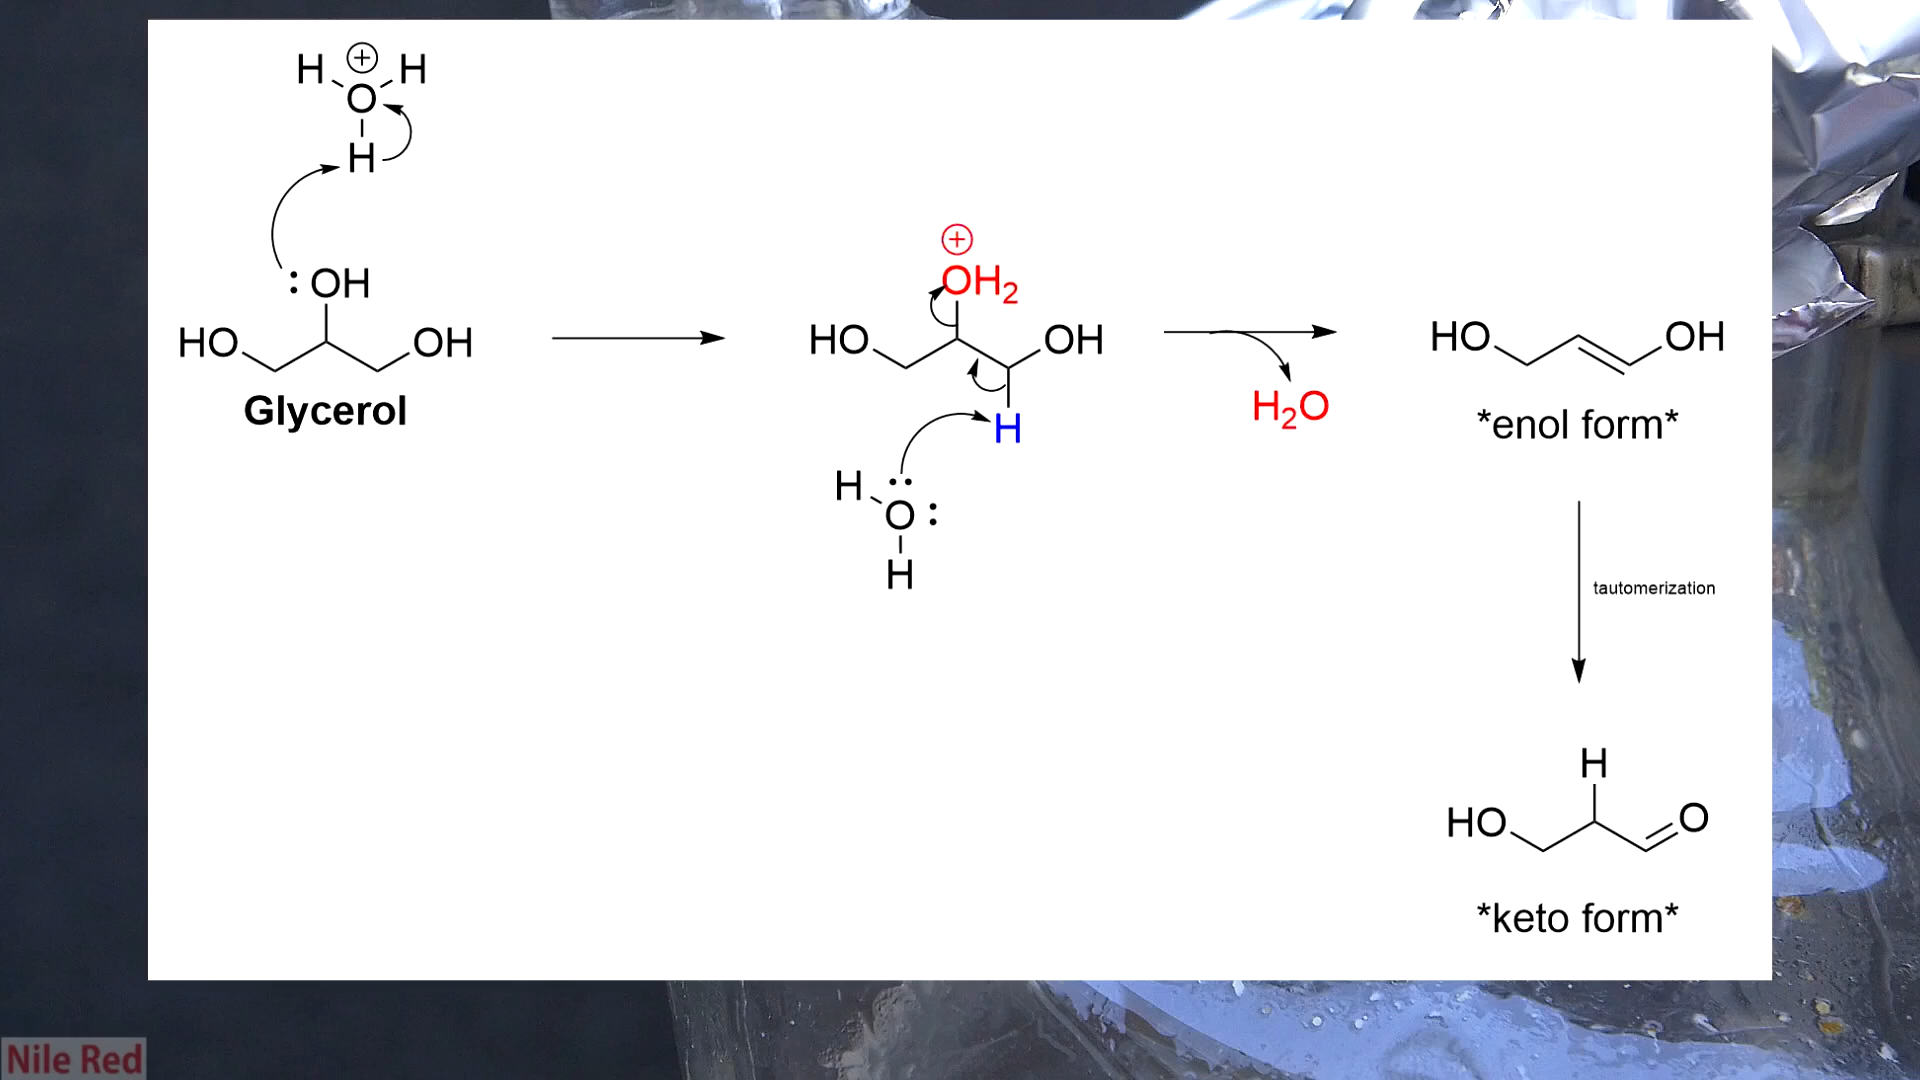 H ⊕ H
O
H
:OH
HO OH
Glycerol
⊕
OH2
HO OH
H
H O:
H
H2O
HO OH
*enol form*
tautomerization
H
HO O
*keto form*
Nile Red